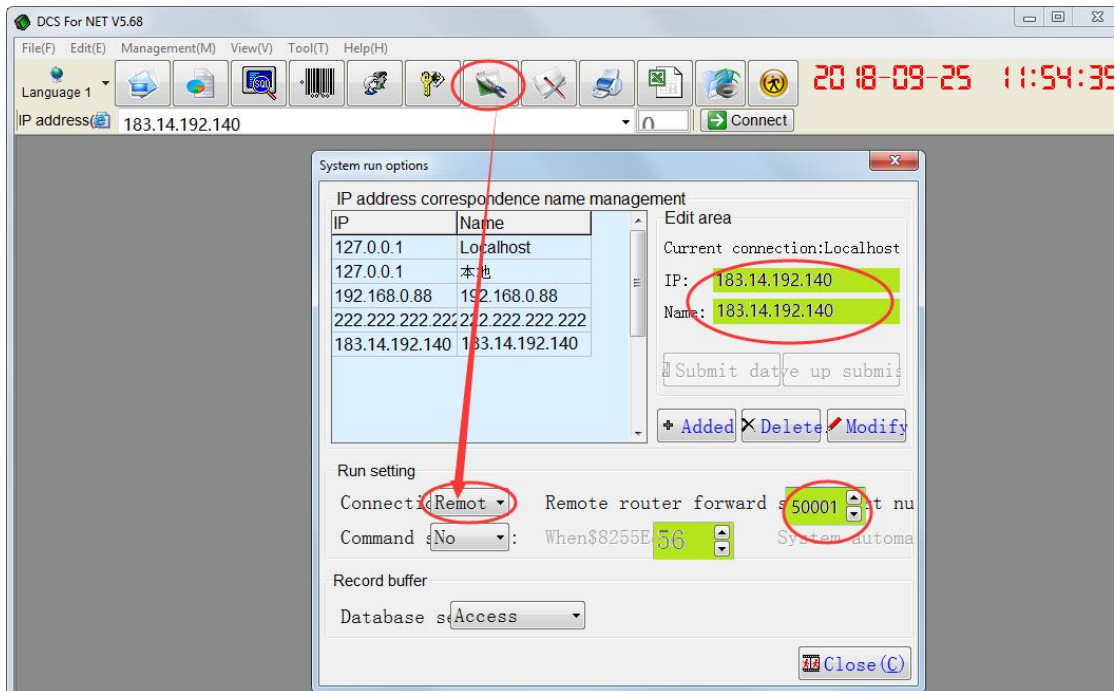 DCS For NET V5.68
File(F) Edit(E) Management(M) View(V) Tool(T) Help(H)
Language 1
SQL
2018-09-25 11:54:39
IP address( 183.14.192.140 0 Connect
System run options
IP address correspondence name management
IP Name
127.0.0.1 Localhost
127.0.0.1 本地
192.168.0.88 192.168.0.88
222.222.222.222 222.222.222.222
183.14.192.140 183.14.192.140
Edit area
Current connection:Localhost
IP: 183.14.192.140
Name: 183.14.192.140
Submit dat ve up submis
Added Delete Modify
Run setting
Connectio Remot Remote router forward s 50001 t nu
Command s No : When$8255E 56 System automa
Record buffer
Database se Access
Close(C)